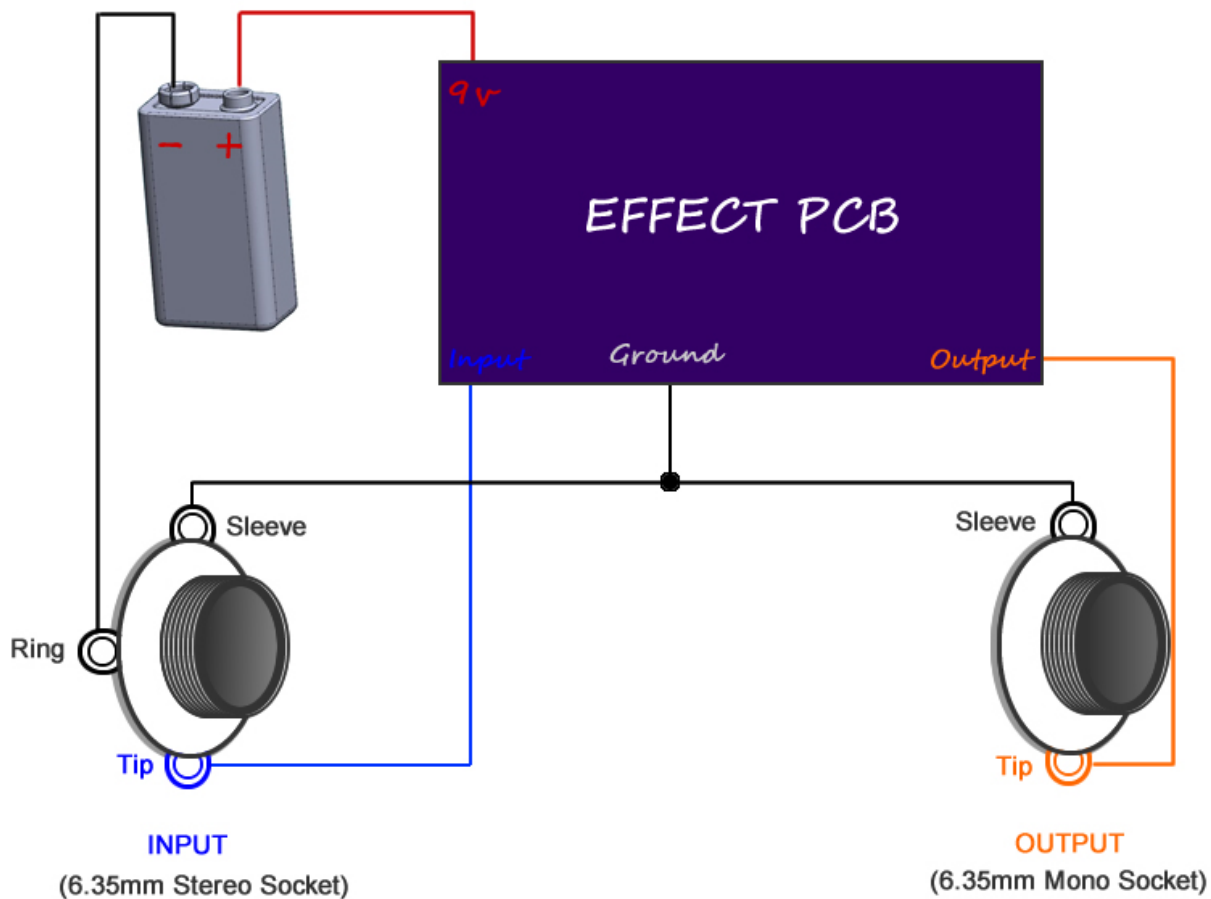 - +
9v
EFFECT PCB
Input
Ground
Output
Sleeve
Sleeve
Ring
Tip
Tip
INPUT
(6.35mm Stereo Socket)
OUTPUT
(6.35mm Mono Socket)